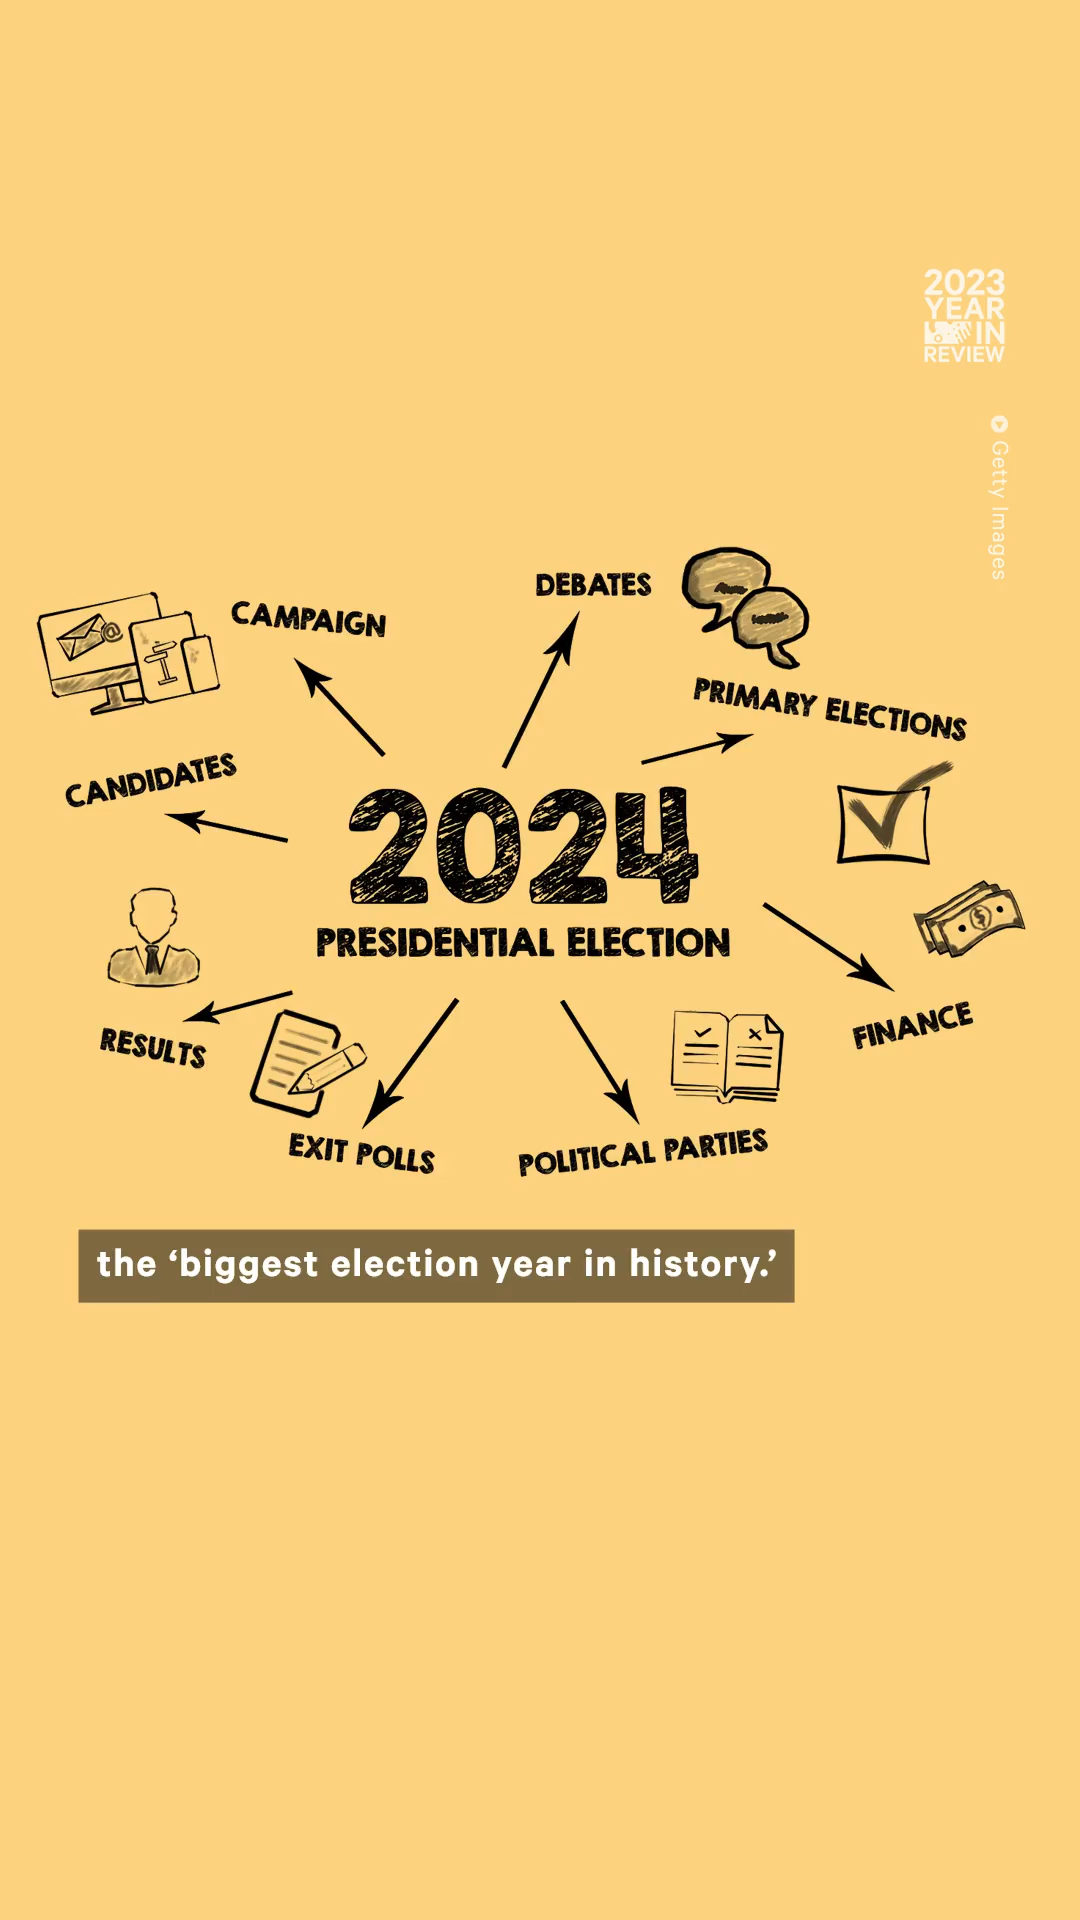 2023
YEAR
IN
REVIEW
Getty Images
DEBATES
CAMPAIGN
PRIMARY ELECTIONS
CANDIDATES
2024
PRESIDENTIAL ELECTION
FINANCE
RESULTS
EXIT POLLS
POLITICAL PARTIES
the ‘biggest election year in history.’